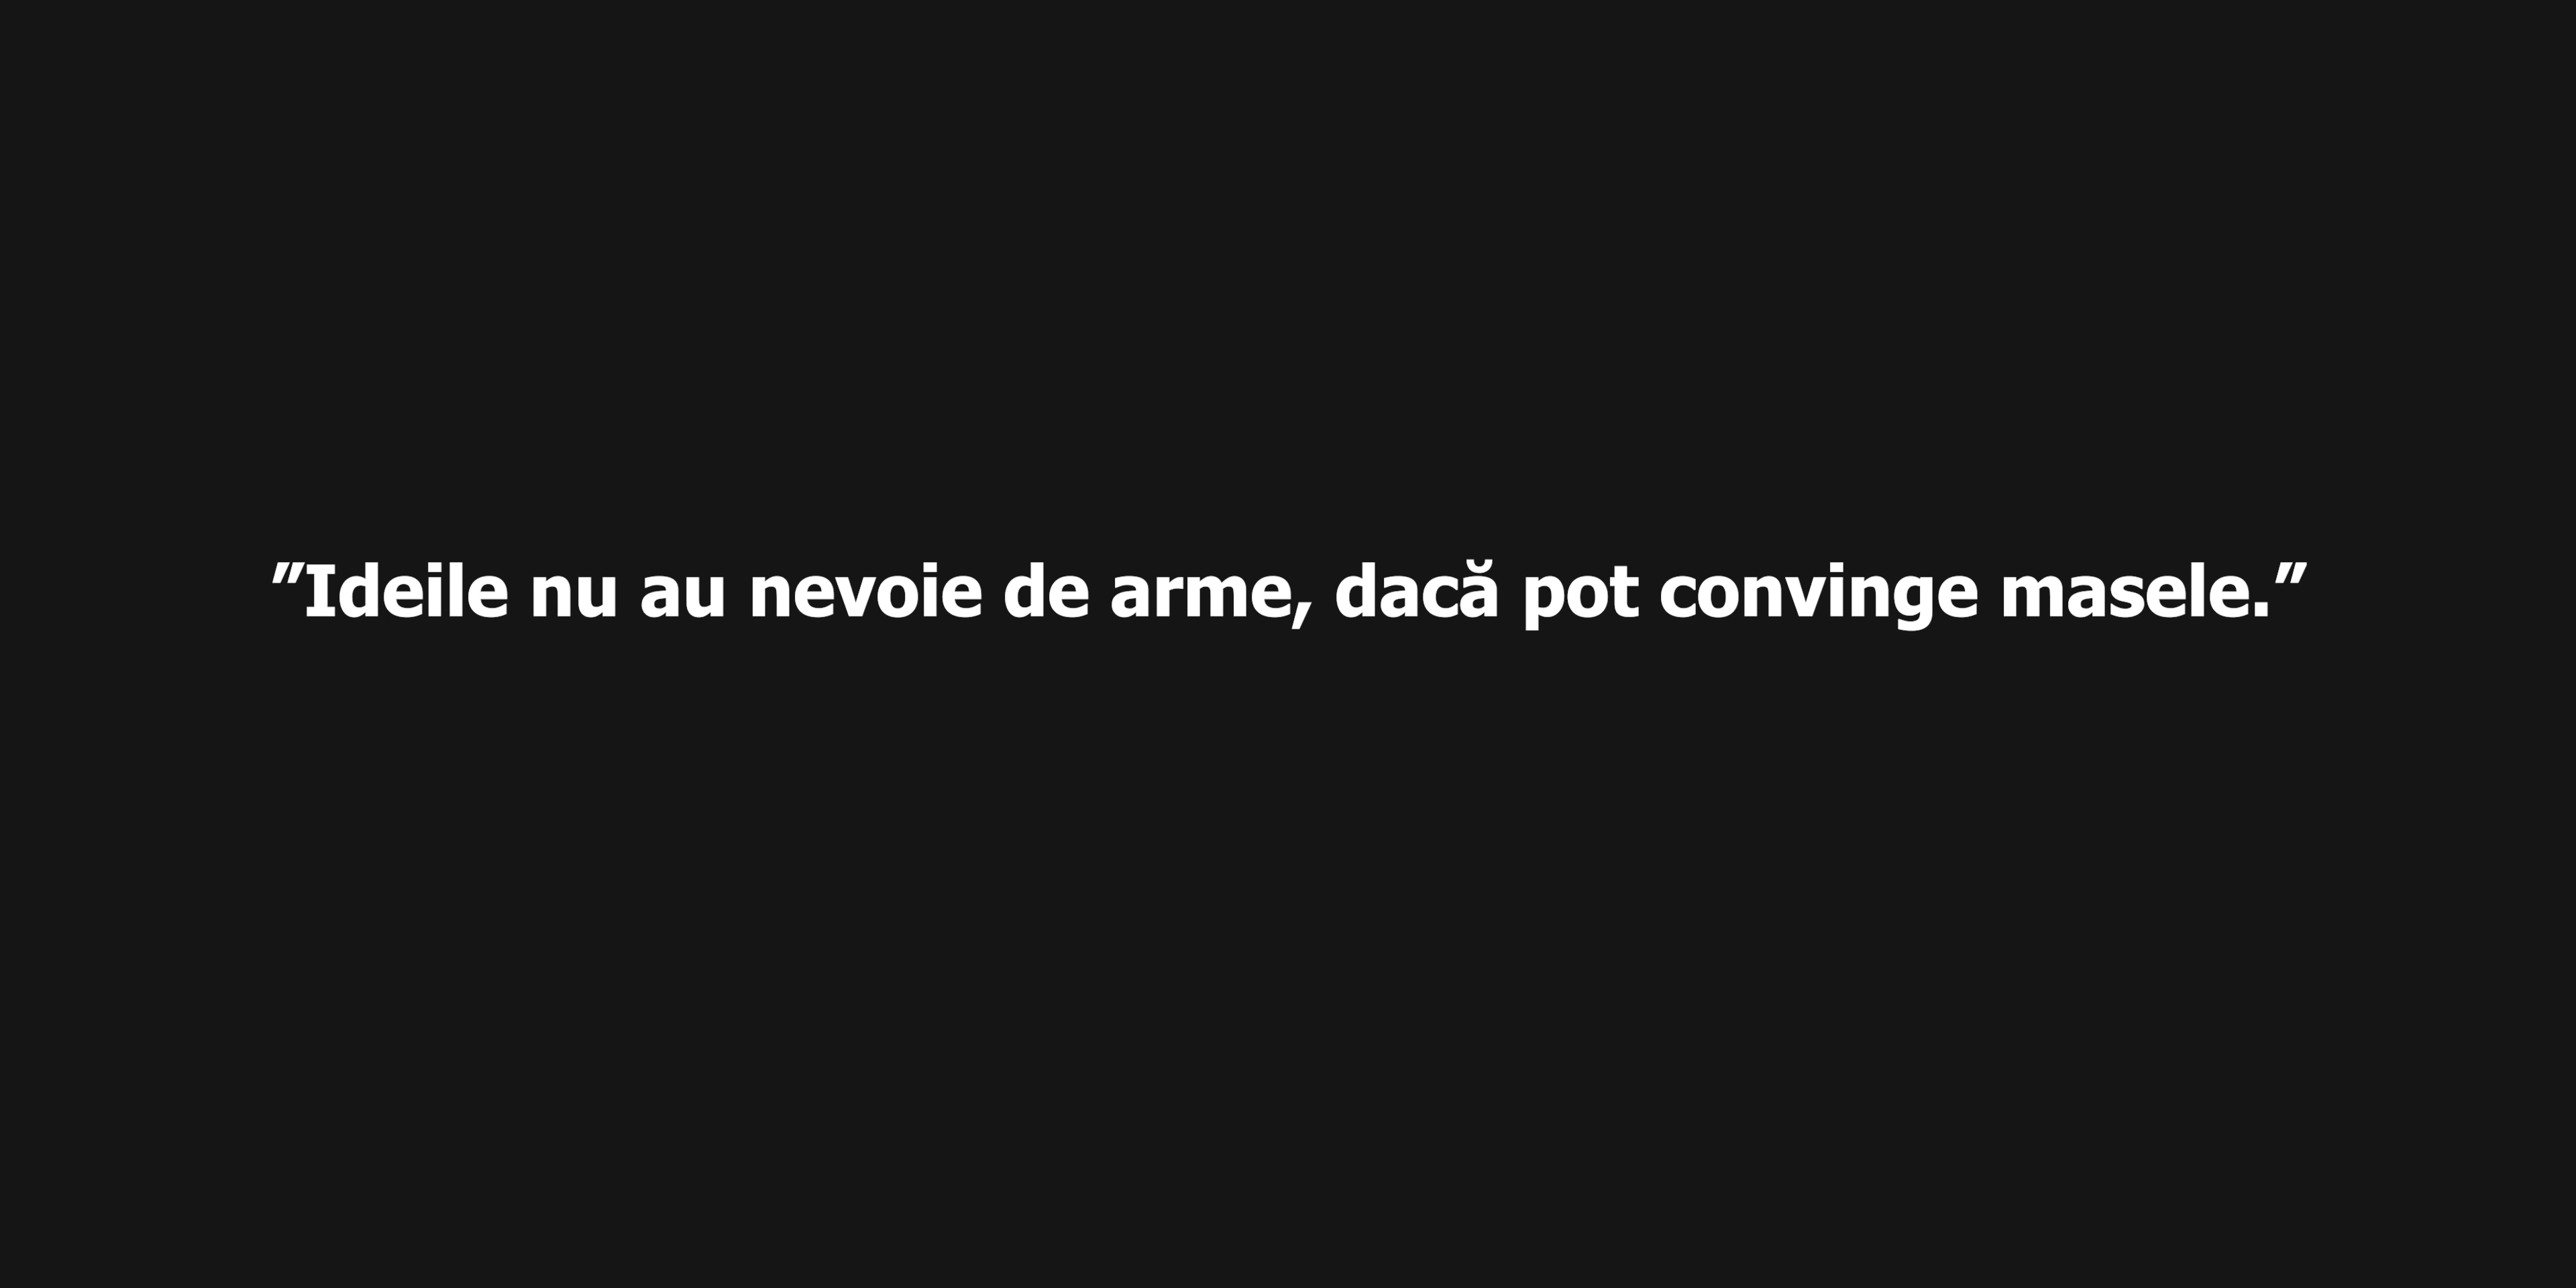 ″Ideile nu au nevoie de arme, dacă pot convinge masele.″